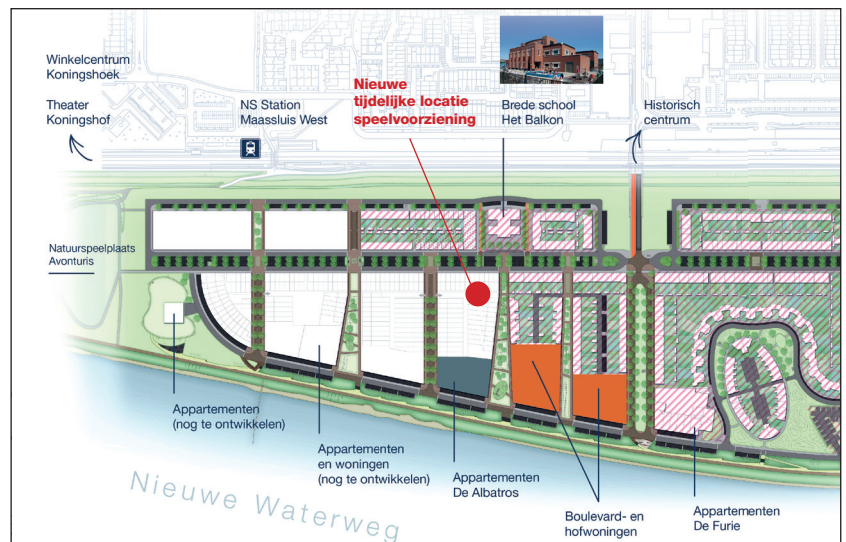 Winkelcentrum
Koningshoek
Theater
Koningshof
NS Station
Maassluis West
Nieuwe
tijdelijke locatie
speelvoorziening
Brede school
Het Balkon
Historisch
centrum
Natuurspeelplaats
Avonturis
Appartementen
(nog te ontwikkelen)
Appartementen
en woningen
(nog te ontwikkelen)
Appartementen
De Albatros
Boulevard- en
hofwoningen
Appartementen
De Furie
Nieuwe Waterweg